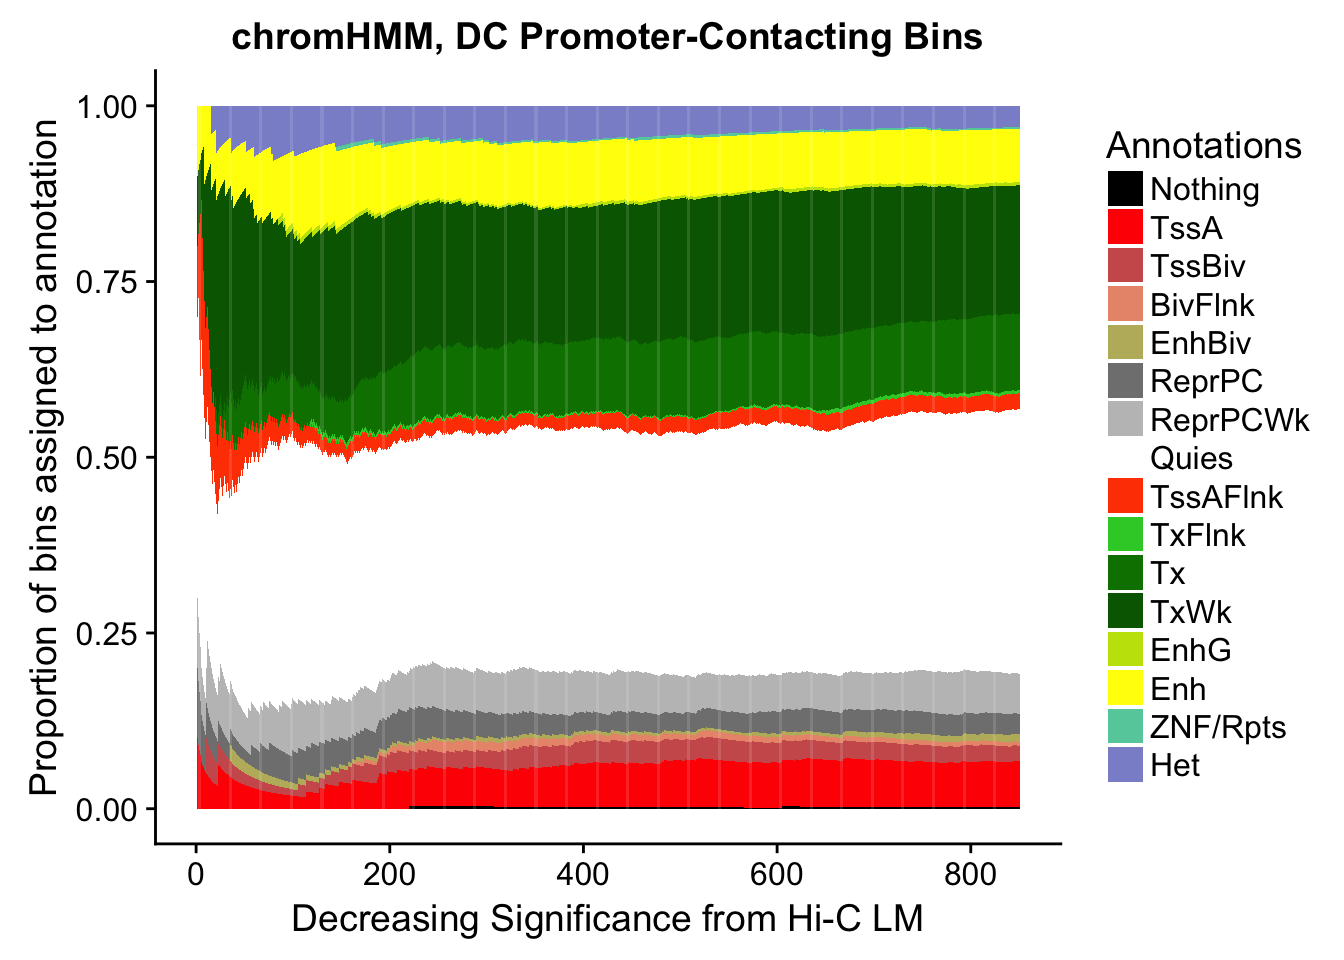 chromHMM, DC Promoter-Contacting Bins
Proportion of bins assigned to annotation
1.00
0.75
0.50
0.25
0.00
0
200
400
600
800
Decreasing Significance from Hi-C LM
Annotations
Nothing
TssA
TssBiv
BivFlnk
EnhBiv
ReprPC
ReprPCWk
Quies
TssAFlnk
TxFlnk
Tx
TxWk
EnhG
Enh
ZNF/Rpts
Het